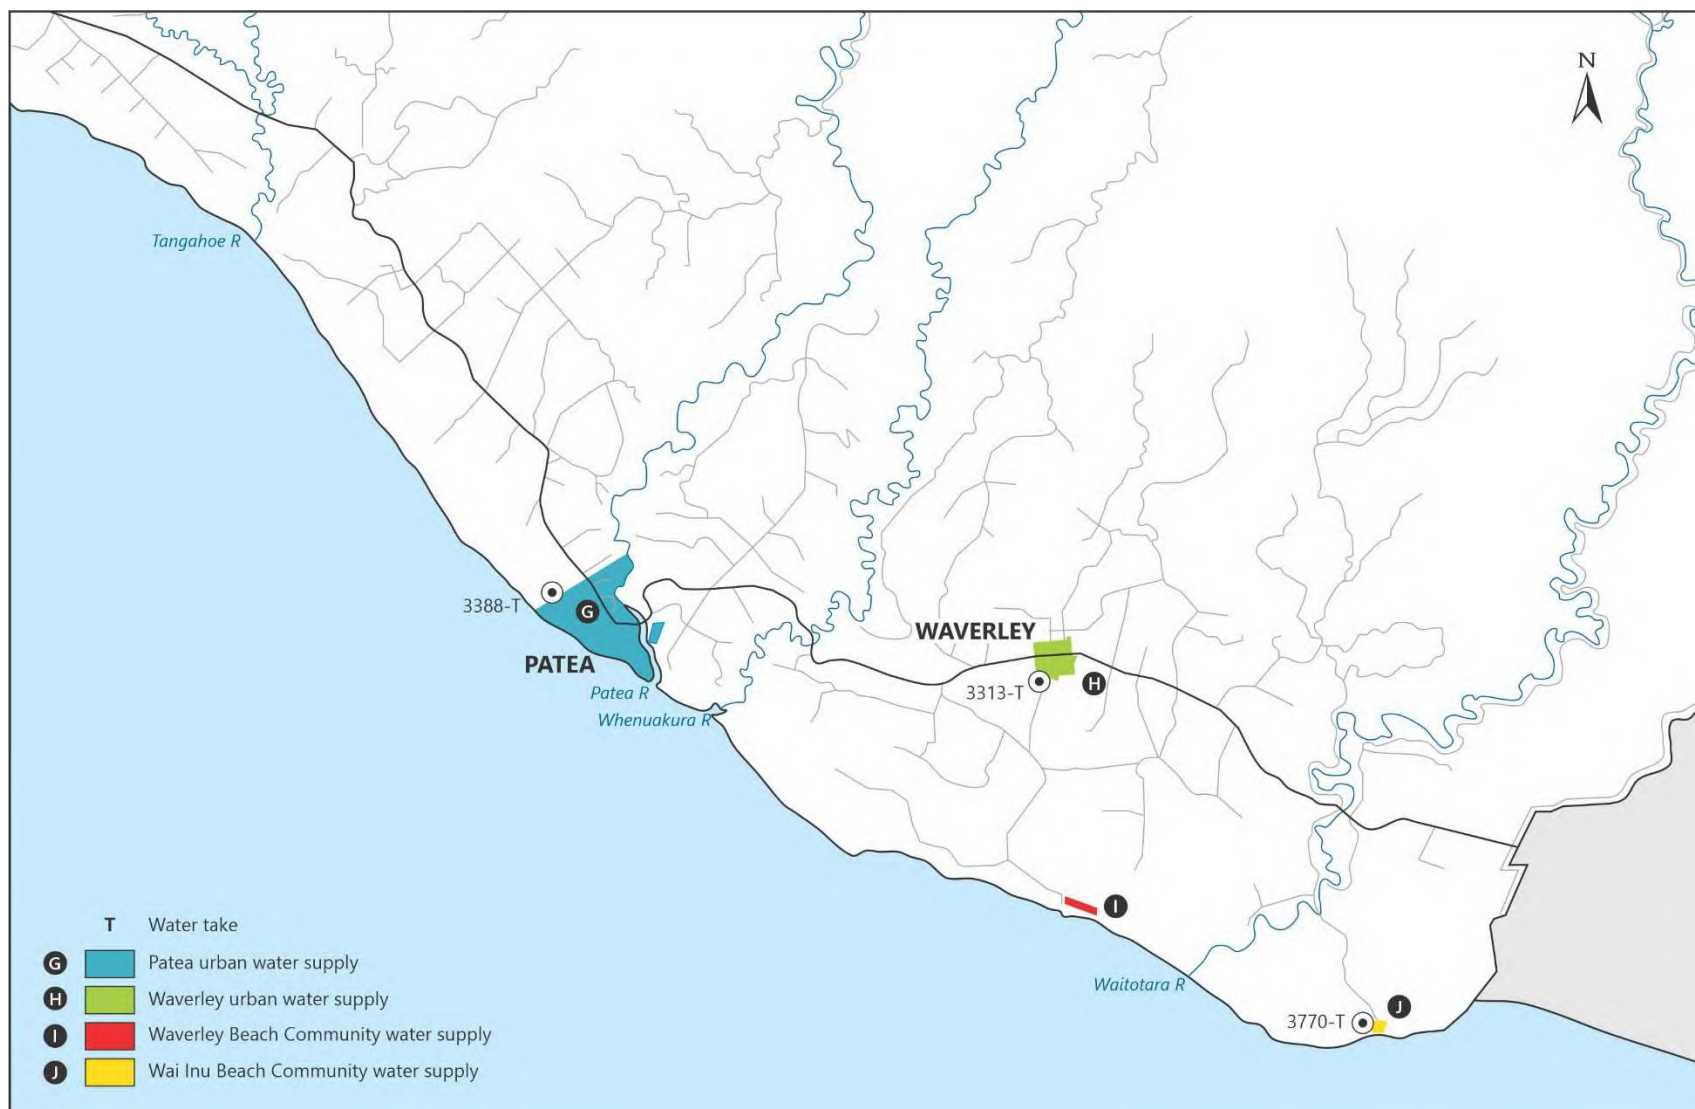 N
Tangahoe R
3388-T
G
PATEA
WAVERLEY
3313-T
H
Patea R
Whenuakura R
I
Waitotara R
3770-T
J
T Water take
G Patea urban water supply
H Waverley urban water supply
I Waverley Beach Community water supply
J Wai Inu Beach Community water supply